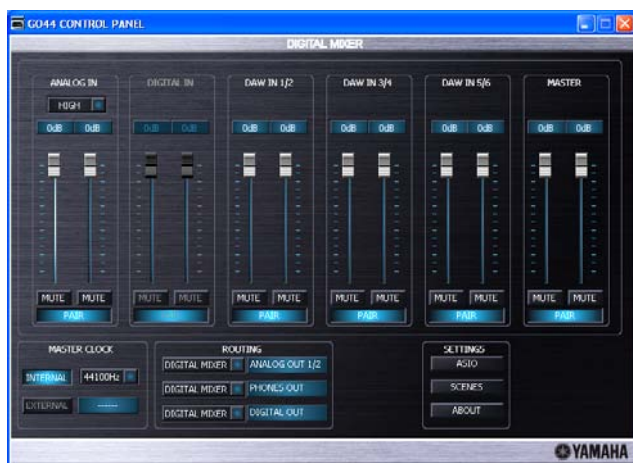 GO44 CONTROL PANEL
DIGITAL MIXER
ANALOG IN DIGITAL IN DAW IN 1/2 DAW IN 3/4 DAW IN 5/6 MASTER
HIGH
0dB 0dB 0dB 0dB 0dB 0dB 0dB 0dB 0dB 0dB 0dB 0dB
MUTE MUTE MUTE MUTE MUTE MUTE MUTE MUTE MUTE MUTE MUTE MUTE
PAIR PAIR PAIR PAIR PAIR
MASTER CLOCK ROUTING SETTINGS
DIGITAL MIXER ANALOG OUT 1/2 ASIO
INTERNAL 44100Hz
DIGITAL MIXER PHONES OUT SCENES
EXTERNAL ------
DIGITAL MIXER DIGITAL OUT ABOUT
YAMAHA